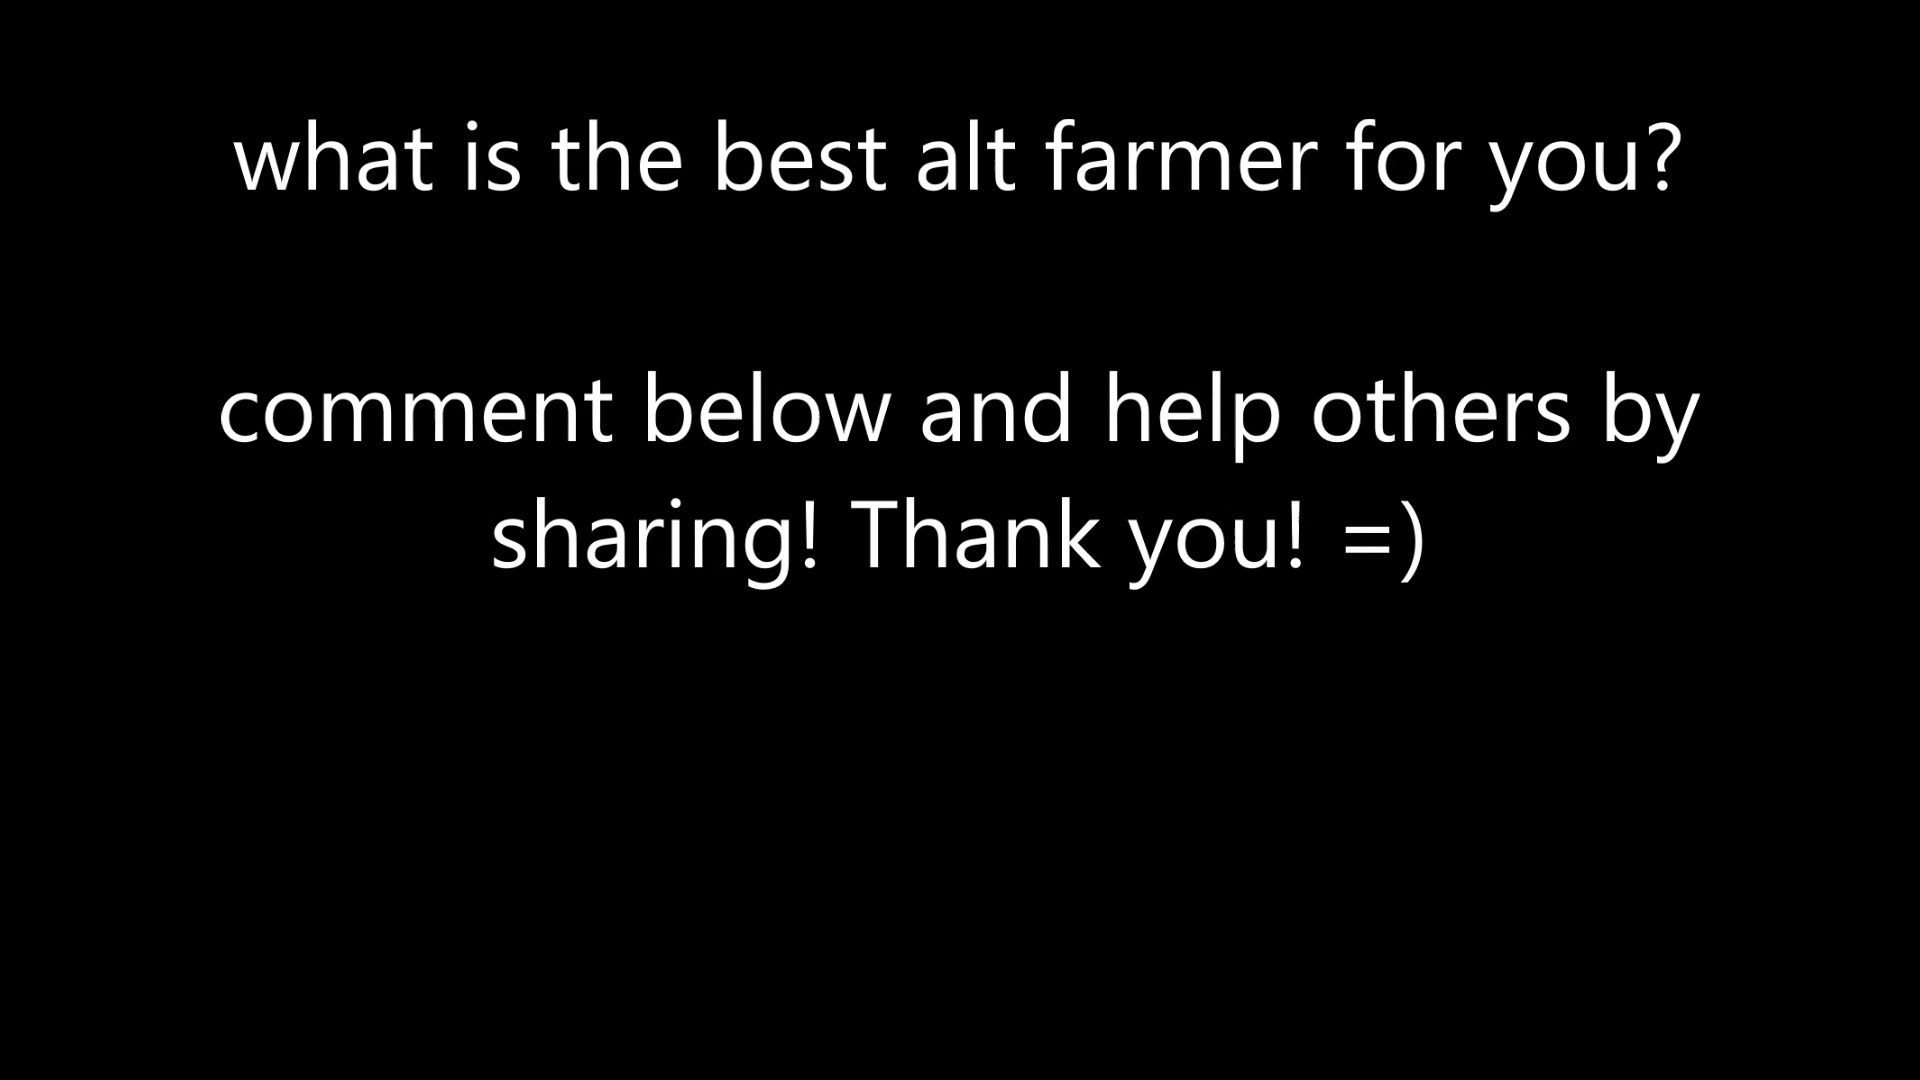 what is the best alt farmer for you?
comment below and help others by
sharing! Thank you! =)